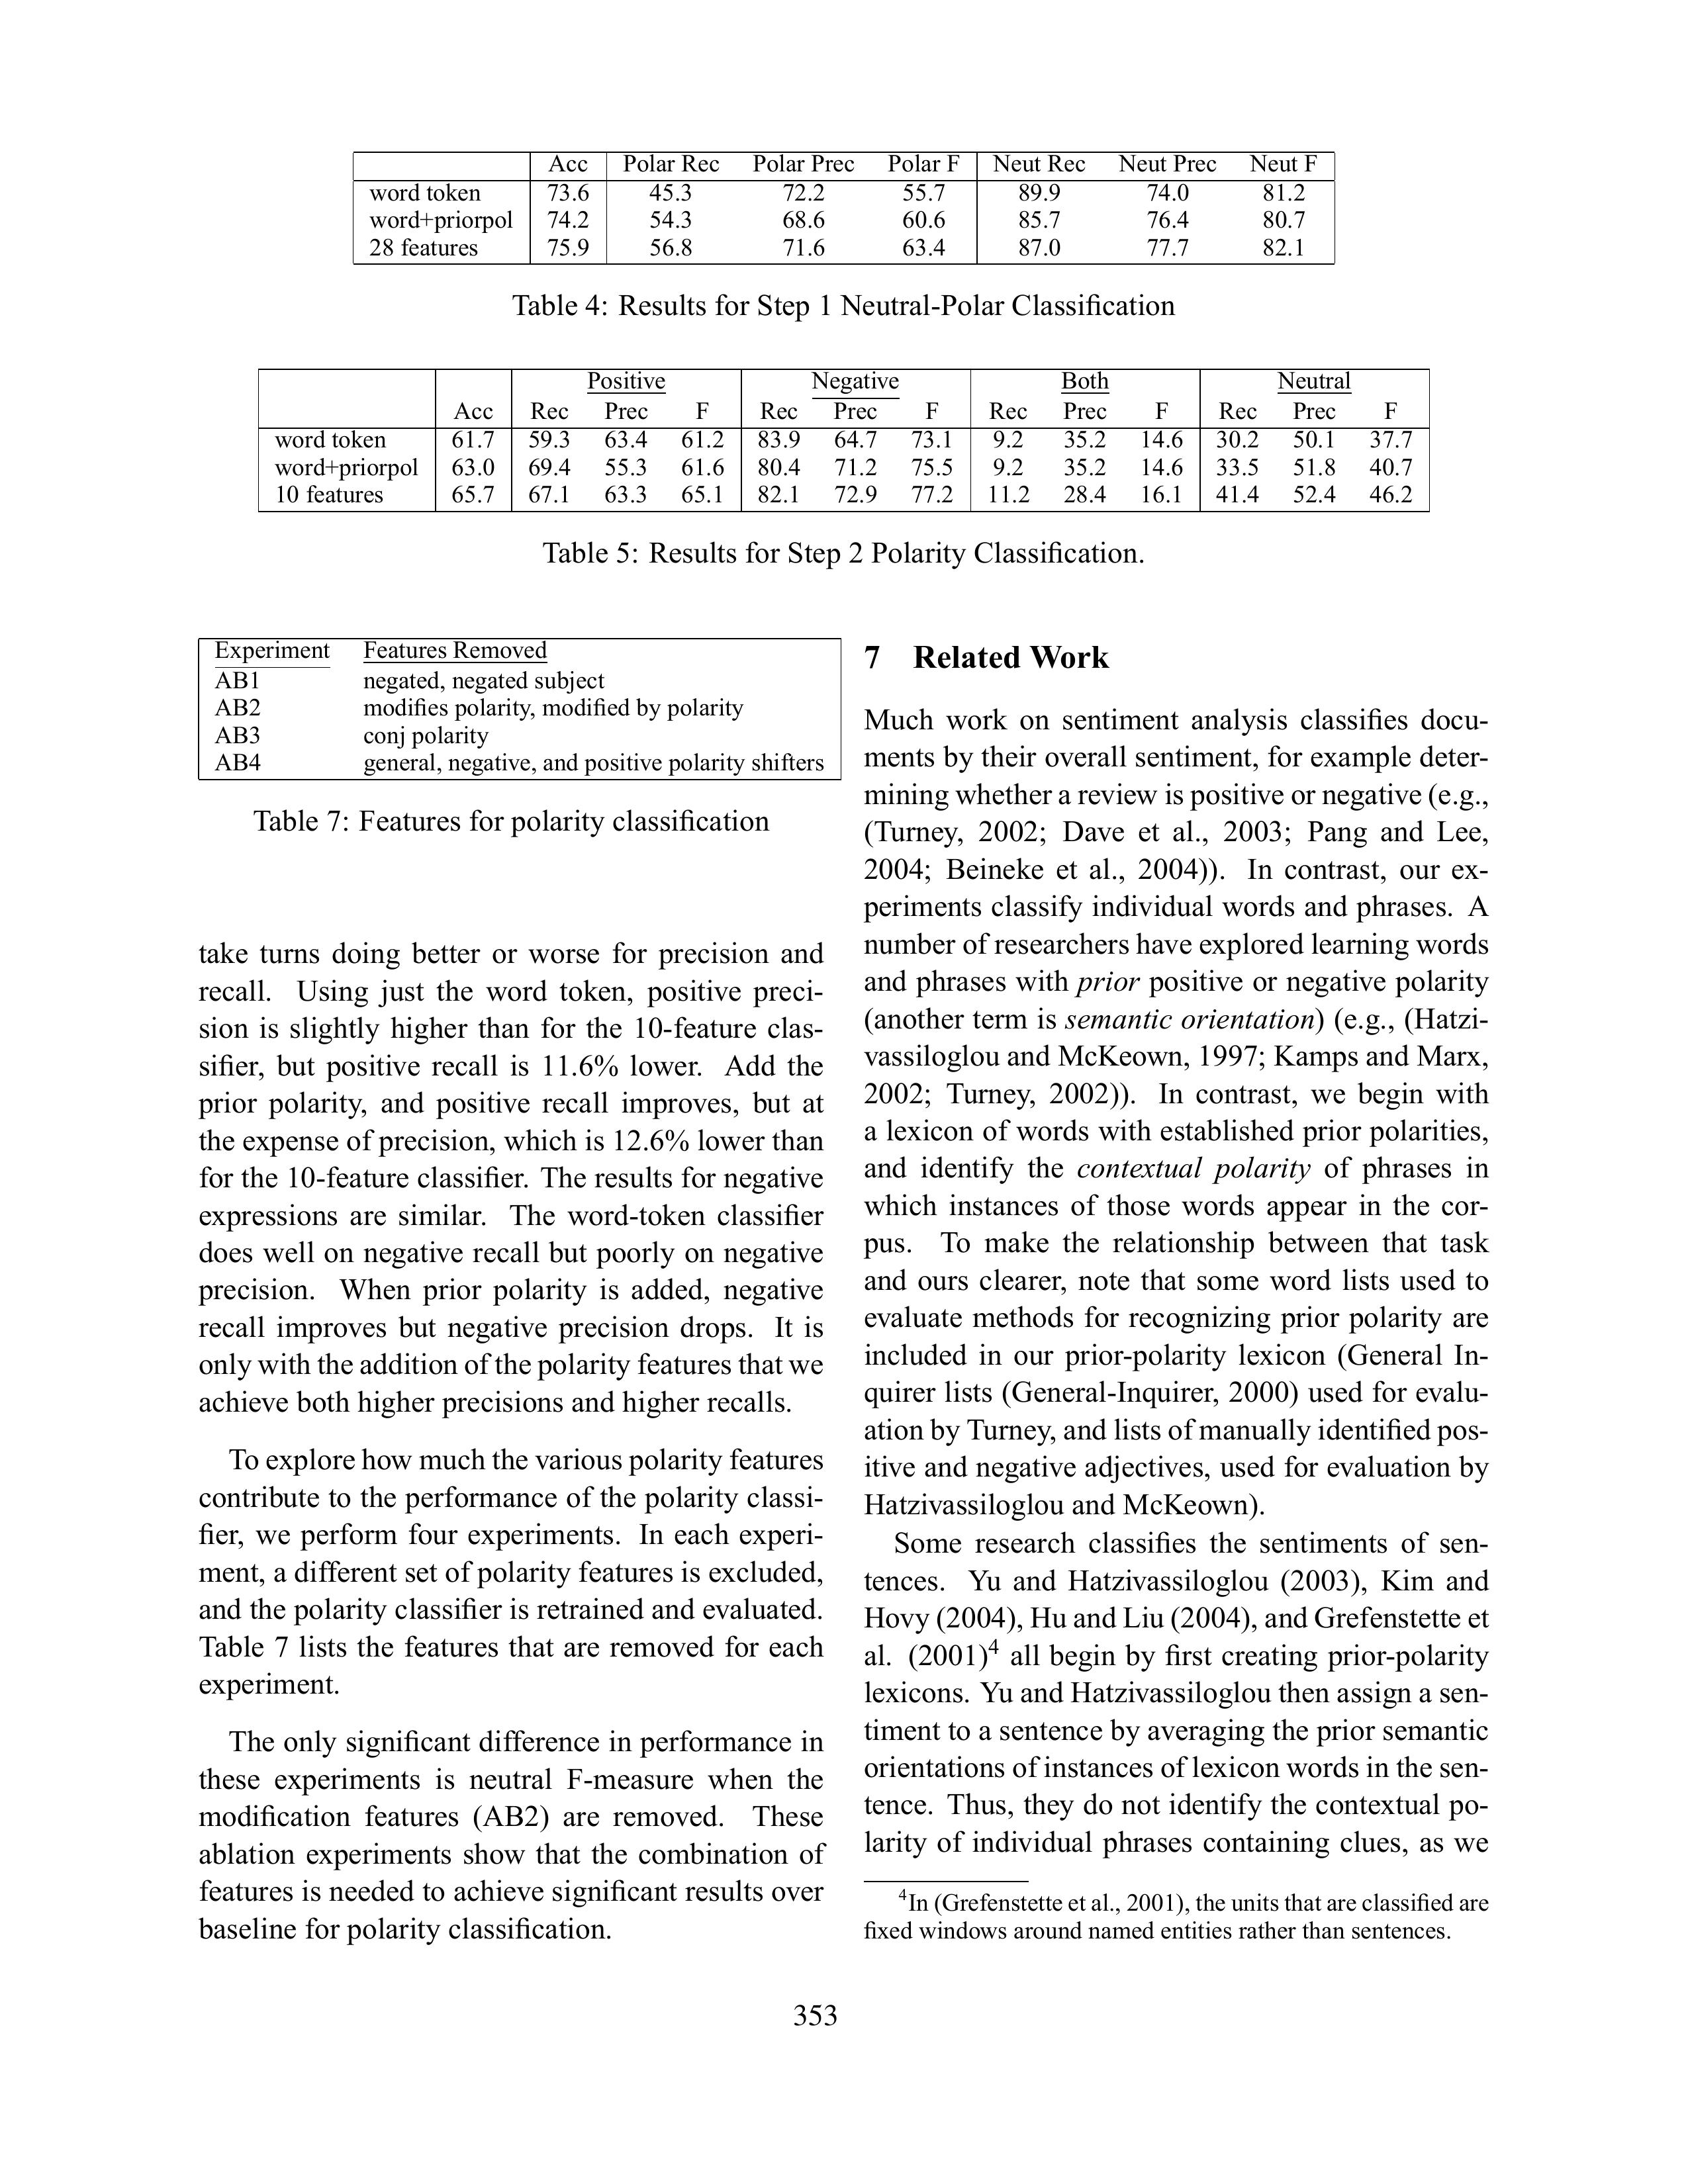 Acc Polar Rec Polar Prec Polar F Neut Rec Neut Prec Neut F
word token 73.6 45.3 72.2 55.7 89.9 74.0 81.2
word+priorpol 74.2 54.3 68.6 60.6 85.7 76.4 80.7
28 features 75.9 56.8 71.6 63.4 87.0 77.7 82.1
Table 4: Results for Step 1 Neutral-Polar Classification
Positive Negative Both Neutral
Acc Rec Prec F Rec Prec F Rec Prec F Rec Prec F
word token 61.7 59.3 63.4 61.2 83.9 64.7 73.1 9.2 35.2 14.6 30.2 50.1 37.7
word+priorpol 63.0 69.4 55.3 61.6 80.4 71.2 75.5 9.2 35.2 14.6 33.5 51.8 40.7
10 features 65.7 67.1 63.3 65.1 82.1 72.9 77.2 11.2 28.4 16.1 41.4 52.4 46.2
Table 5: Results for Step 2 Polarity Classification.
Experiment Features Removed
AB1 negated, negated subject
AB2 modifies polarity, modified by polarity
AB3 conj polarity
AB4 general, negative, and positive polarity shifters
Table 7: Features for polarity classification
take turns doing better or worse for precision and
recall. Using just the word token, positive preci-
sion is slightly higher than for the 10-feature clas-
sifier, but positive recall is 11.6% lower. Add the
prior polarity, and positive recall improves, but at
the expense of precision, which is 12.6% lower than
for the 10-feature classifier. The results for negative
expressions are similar. The word-token classifier
does well on negative recall but poorly on negative
precision. When prior polarity is added, negative
recall improves but negative precision drops. It is
only with the addition of the polarity features that we
achieve both higher precisions and higher recalls.
To explore how much the various polarity features
contribute to the performance of the polarity classi-
fier, we perform four experiments. In each experi-
ment, a different set of polarity features is excluded,
and the polarity classifier is retrained and evaluated.
Table 7 lists the features that are removed for each
experiment.
The only significant difference in performance in
these experiments is neutral F-measure when the
modification features (AB2) are removed. These
ablation experiments show that the combination of
features is needed to achieve significant results over
baseline for polarity classification.
7 Related Work
Much work on sentiment analysis classifies docu-
ments by their overall sentiment, for example deter-
mining whether a review is positive or negative (e.g.,
(Turney, 2002; Dave et al., 2003; Pang and Lee,
2004; Beineke et al., 2004)). In contrast, our ex-
periments classify individual words and phrases. A
number of researchers have explored learning words
and phrases with prior positive or negative polarity
(another term is semantic orientation) (e.g., (Hatzi-
vassiloglou and McKeown, 1997; Kamps and Marx,
2002; Turney, 2002)). In contrast, we begin with
a lexicon of words with established prior polarities,
and identify the contextual polarity of phrases in
which instances of those words appear in the cor-
pus. To make the relationship between that task
and ours clearer, note that some word lists used to
evaluate methods for recognizing prior polarity are
included in our prior-polarity lexicon (General In-
quirer lists (General-Inquirer, 2000) used for evalu-
ation by Turney, and lists of manually identified pos-
itive and negative adjectives, used for evaluation by
Hatzivassiloglou and McKeown).
Some research classifies the sentiments of sen-
tences. Yu and Hatzivassiloglou (2003), Kim and
Hovy (2004), Hu and Liu (2004), and Grefenstette et
al. (2001)4 all begin by first creating prior-polarity
lexicons. Yu and Hatzivassiloglou then assign a sen-
timent to a sentence by averaging the prior semantic
orientations of instances of lexicon words in the sen-
tence. Thus, they do not identify the contextual po-
larity of individual phrases containing clues, as we
4In (Grefenstette et al., 2001), the units that are classified are
fixed windows around named entities rather than sentences.
353